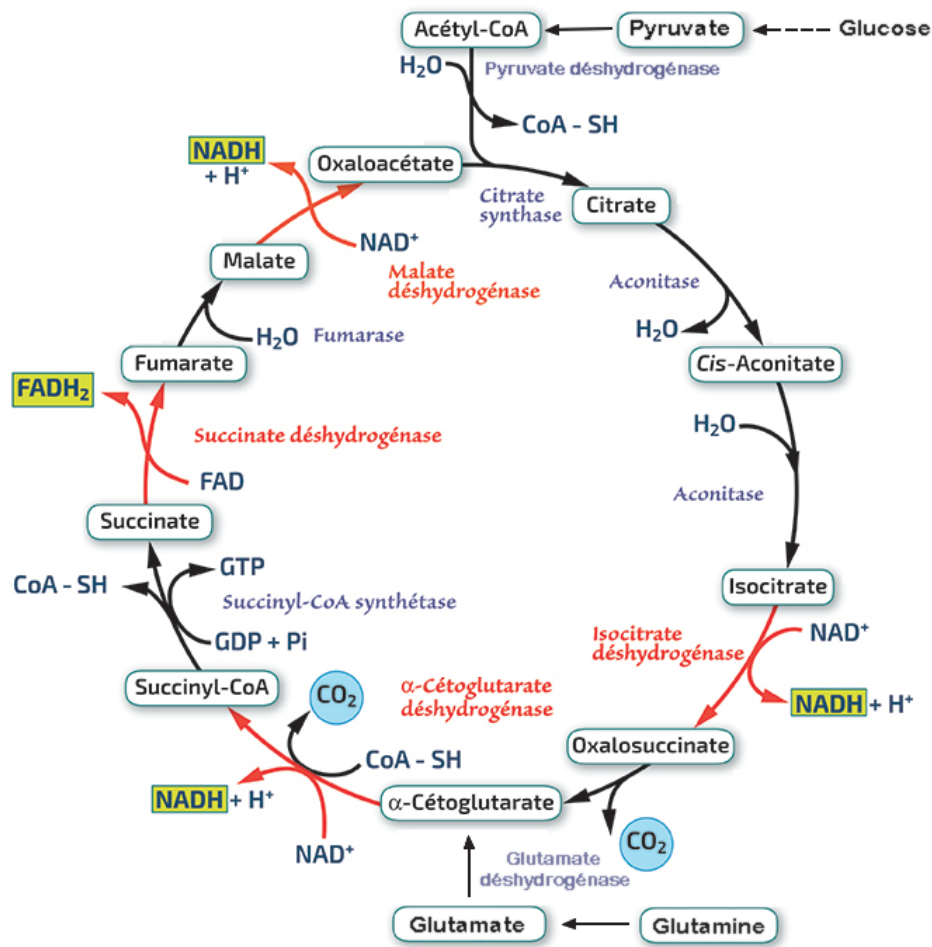 Acétyl-CoA
Pyruvate
Glucose
H₂O
Pyruvate déshydrogénase
CoA - SH
NADH
+ H⁺
Oxaloacétate
Citrate
synthase
Citrate
NAD⁺
Malate
Malate
déshydrogénase
Aconitase
H₂O
H₂O
Fumarase
Fumarate
Cis-Aconitate
FADH₂
H₂O
Succinate déshydrogénase
FAD
Aconitase
Succinate
GTP
CoA - SH
Succinyl-CoA synthétase
Isocitrate
GDP + Pi
Isocitrate
déshydrogénase
NAD⁺
Succinyl-CoA
CO₂
α-Cétoglutarate
déshydrogénase
NADH + H⁺
Oxalosuccinate
CoA - SH
NADH + H⁺
α-Cétoglutarate
NAD⁺
CO₂
Glutamate
déshydrogénase
Glutamate
Glutamine